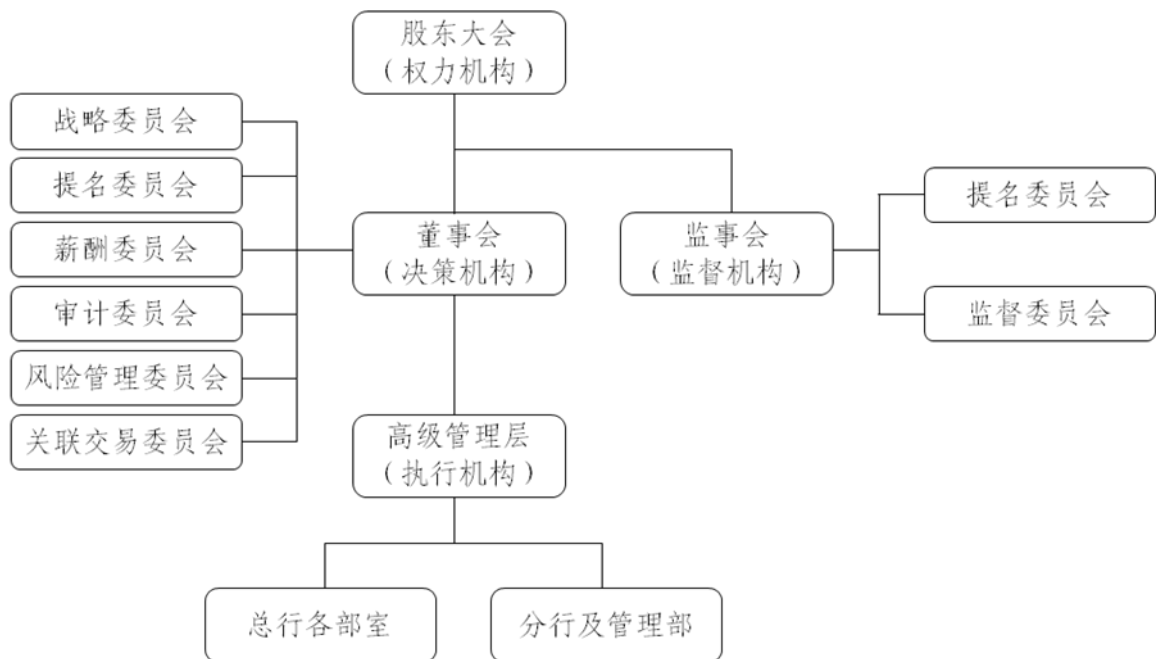 股东大会
（权力机构）
战略委员会
提名委员会
薪酬委员会
审计委员会
风险管理委员会
关联交易委员会
董事会
（决策机构）
监事会
（监督机构）
提名委员会
监督委员会
高级管理层
（执行机构）
总行各部室
分行及管理部